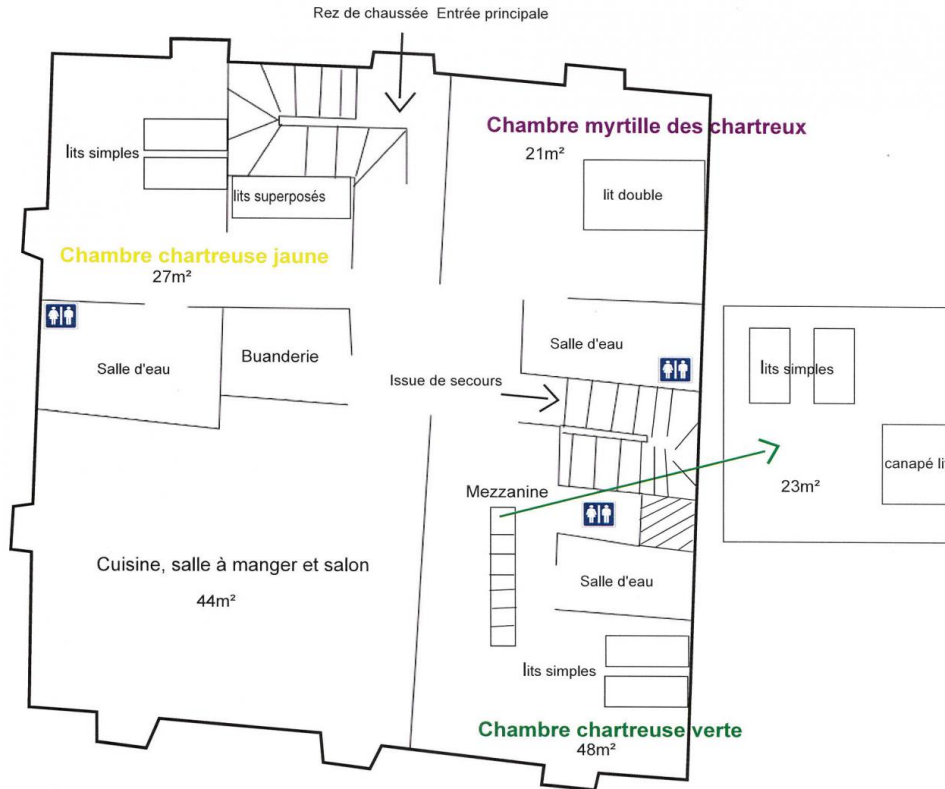 Rez de chaussée Entrée principale
Chambre myrtille des chartreux
21m²
lits simples
lits superposés
lit double
Chambre chartreuse jaune
27m²
Salle d'eau
Buanderie
Salle d'eau
Issue de secours
lits simples
canapé li
23m²
Mezzanine
Cuisine, salle à manger et salon
44m²
Salle d'eau
lits simples
Chambre chartreuse verte
48m²